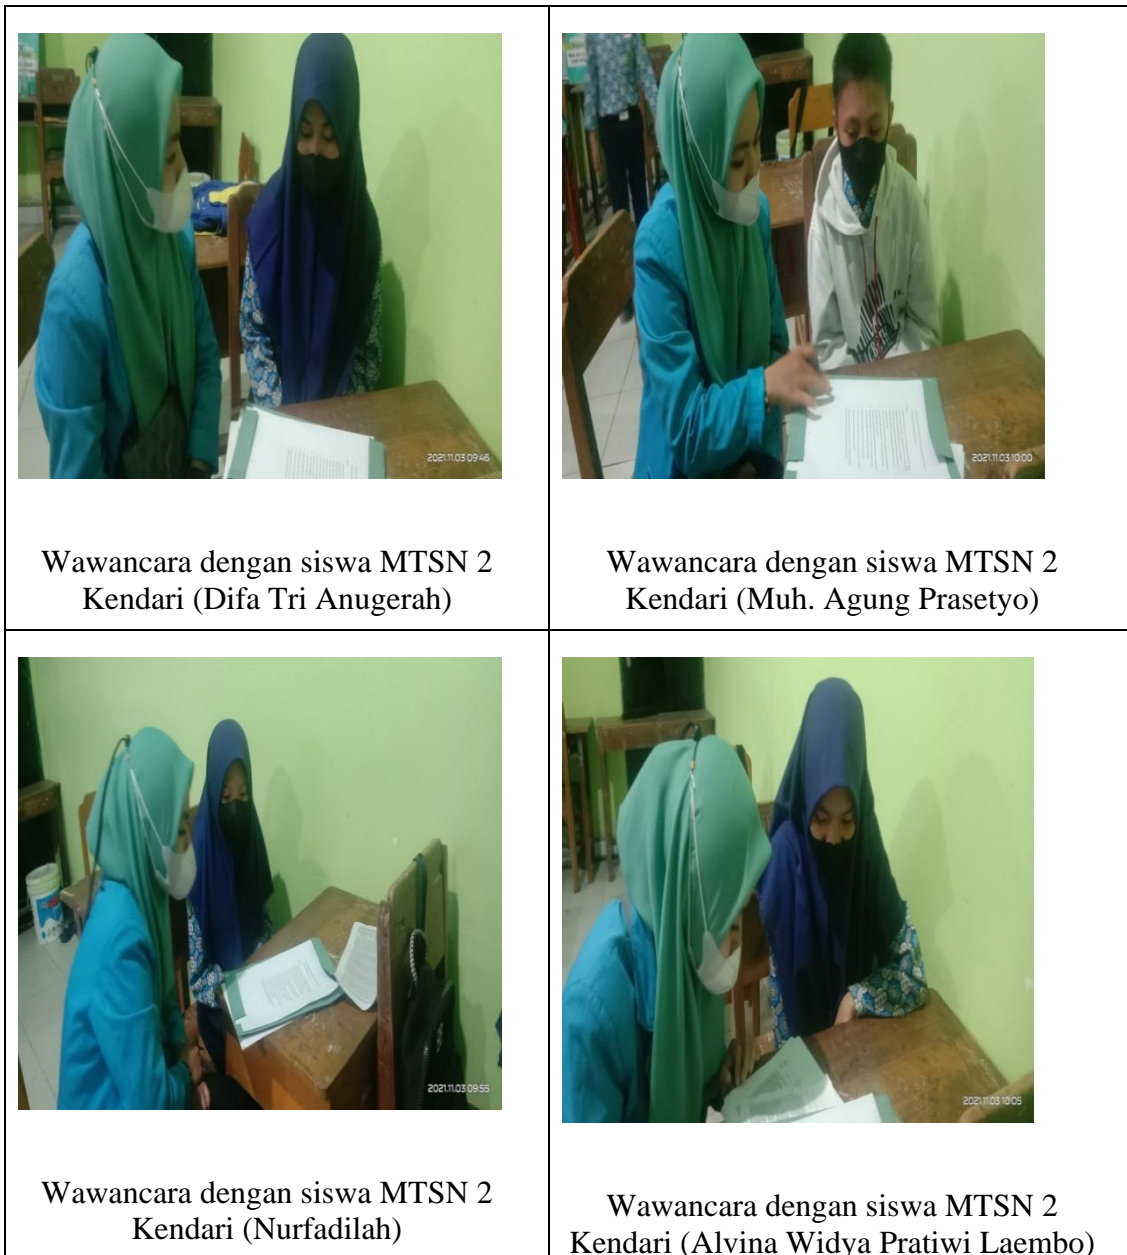 2021.11.03 09:46
Wawancara dengan siswa MTSN 2
Kendari (Difa Tri Anugerah)
2021.11.03 10:00
Wawancara dengan siswa MTSN 2
Kendari (Muh. Agung Prasetyo)
2021.11.03 09:55
Wawancara dengan siswa MTSN 2
Kendari (Nurfadilah)
2021.11.03 10:05
Wawancara dengan siswa MTSN 2
Kendari (Alvina Widya Pratiwi Laembo)